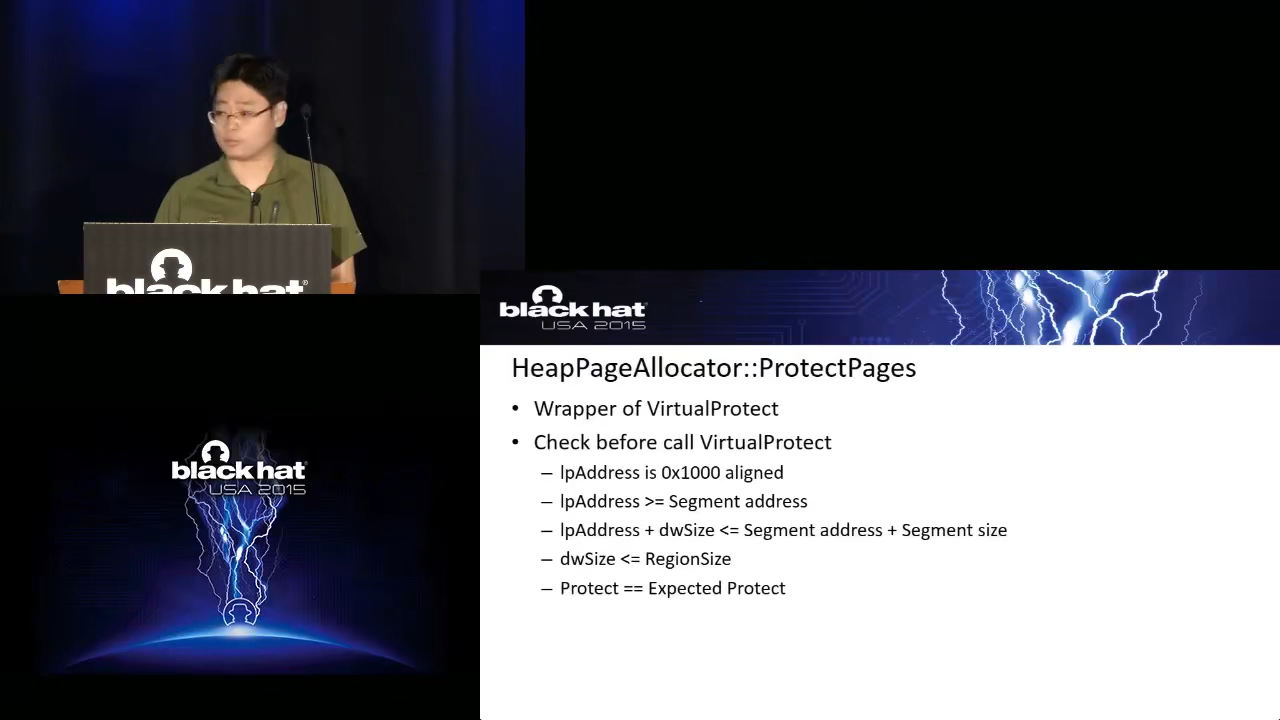 black hat®
black hat
USA 2015
HeapPageAllocator::ProtectPages
• Wrapper of VirtualProtect
• Check before call VirtualProtect
– lpAddress is 0x1000 aligned
– lpAddress >= Segment address
– lpAddress + dwSize <= Segment address + Segment size
– dwSize <= RegionSize
– Protect == Expected Protect
black hat
USA 2015